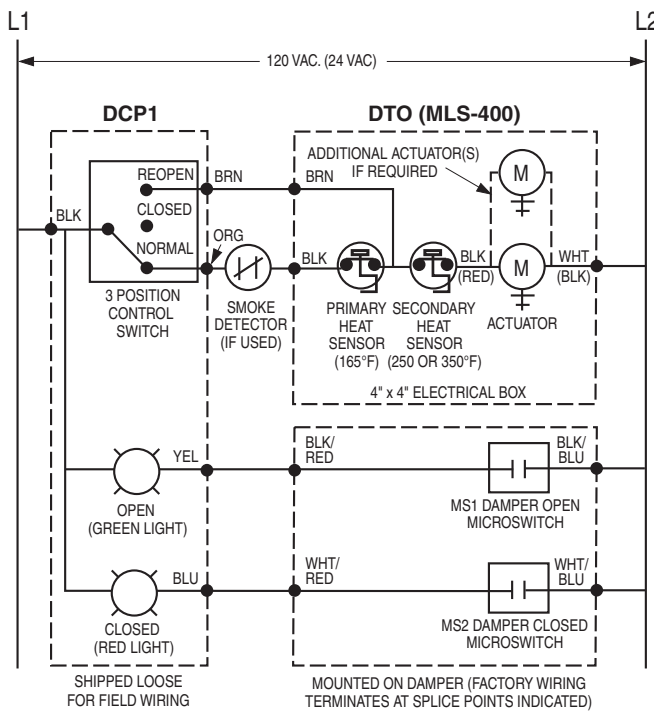 L1
L2
120 VAC. (24 VAC)
DCP1
DTO (MLS-400)
REOPEN
BRN
BRN
ADDITIONAL ACTUATOR(S)
IF REQUIRED
M
CLOSED
BLK
NORMAL
ORG
BLK
BLK
(RED)
M
WHT
(BLK)
3 POSITION
CONTROL
SWITCH
SMOKE
DETECTOR
(IF USED)
PRIMARY
HEAT
SENSOR
(165°F)
SECONDARY
HEAT
SENSOR
(250 OR 350°F)
ACTUATOR
4" x 4" ELECTRICAL BOX
YEL
BLK/
RED
BLK/
BLU
OPEN
(GREEN LIGHT)
MS1 DAMPER OPEN
MICROSWITCH
BLU
WHT/
RED
WHT/
BLU
CLOSED
(RED LIGHT)
MS2 DAMPER CLOSED
MICROSWITCH
SHIPPED LOOSE
FOR FIELD WIRING
MOUNTED ON DAMPER (FACTORY WIRING
TERMINATES AT SPLICE POINTS INDICATED)